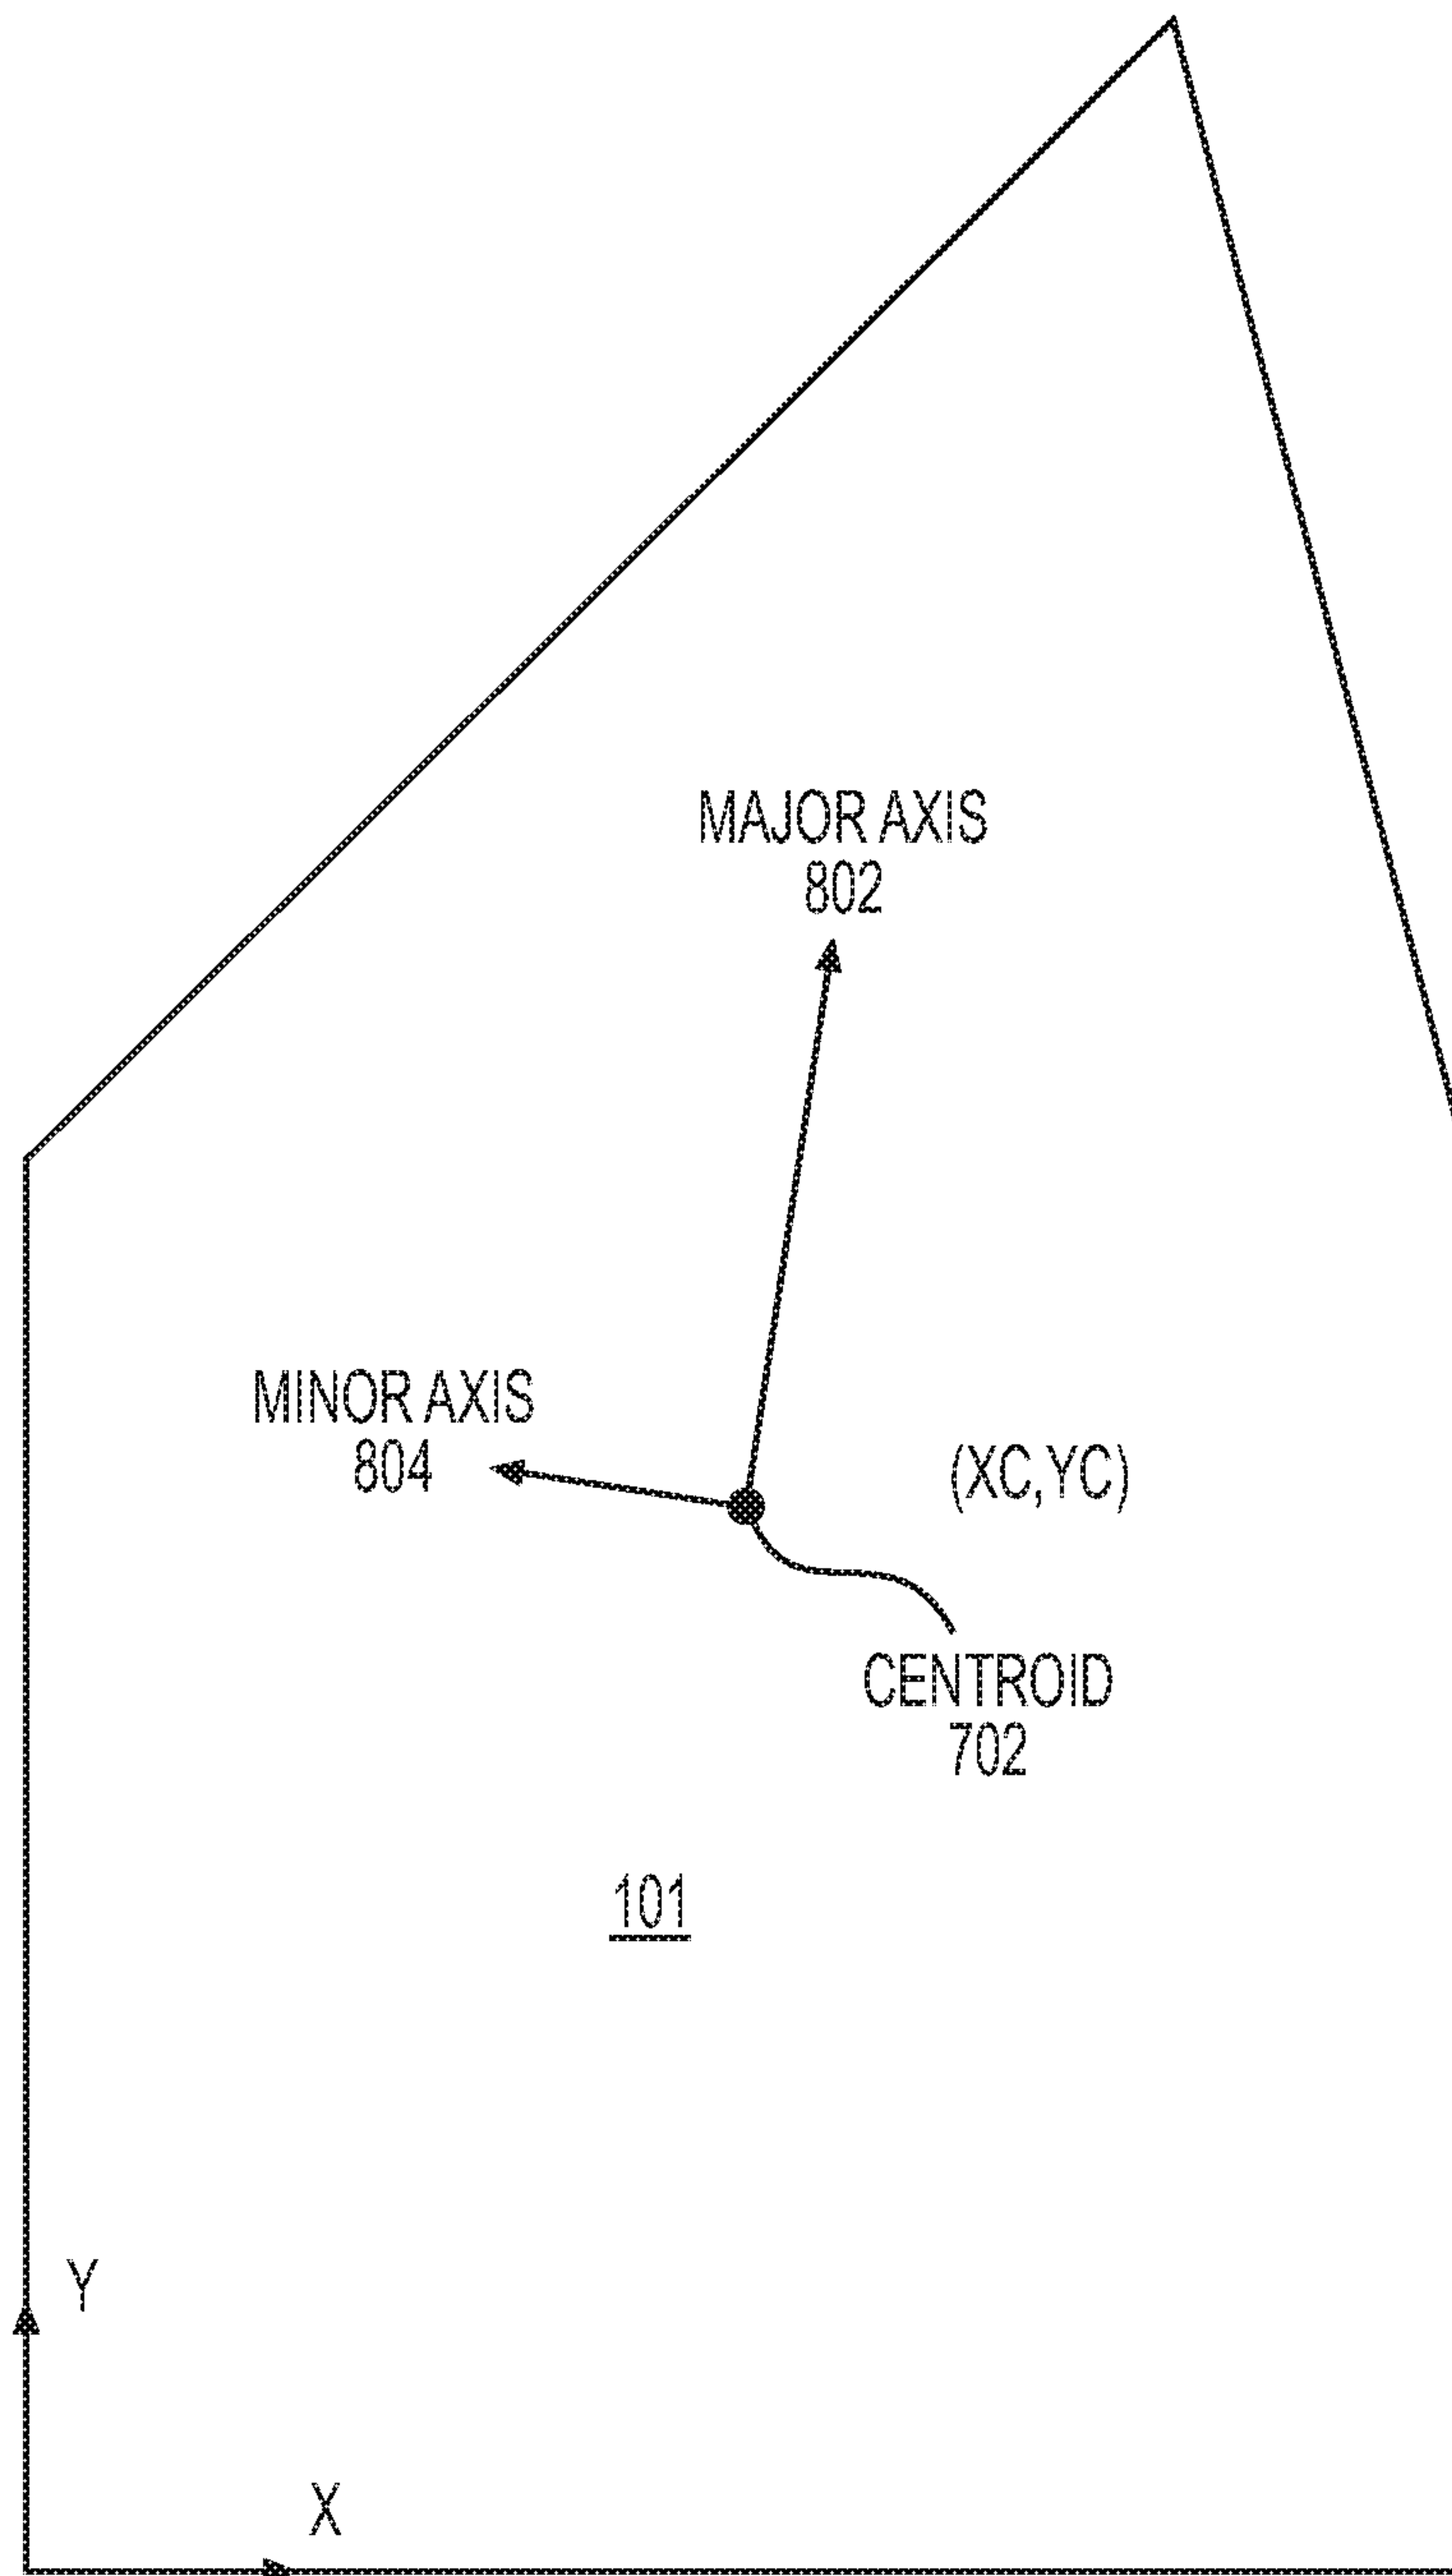 MAJOR AXIS
802
MINOR AXIS
804
(XC,YC)
CENTROID
702
101
Y
X